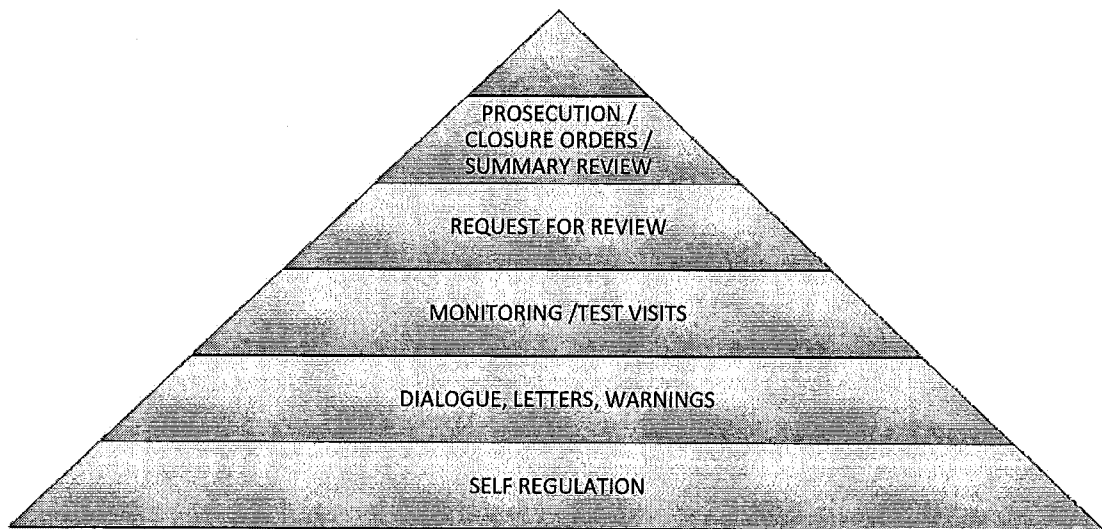 PROSECUTION /
CLOSURE ORDERS /
SUMMARY REVIEW
REQUEST FOR REVIEW
MONITORING /TEST VISITS
DIALOGUE, LETTERS, WARNINGS
SELF REGULATION